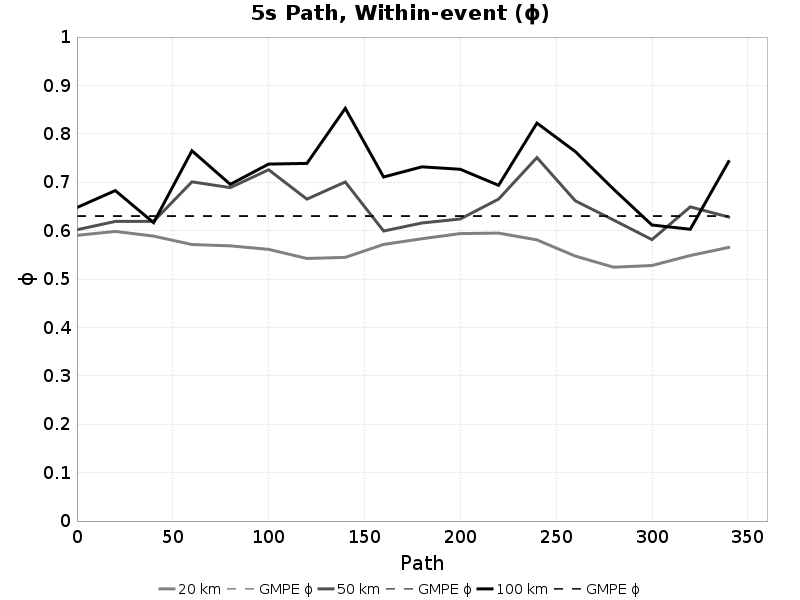 5s Path, Within-event (ϕ)
1
0.9
0.8
0.7
0.6
0.5
0.4
0.3
0.2
0.1
0
ϕ
0 50 100 150 200 250 300 350
Path
20 km GMPE ϕ 50 km GMPE ϕ 100 km GMPE ϕ